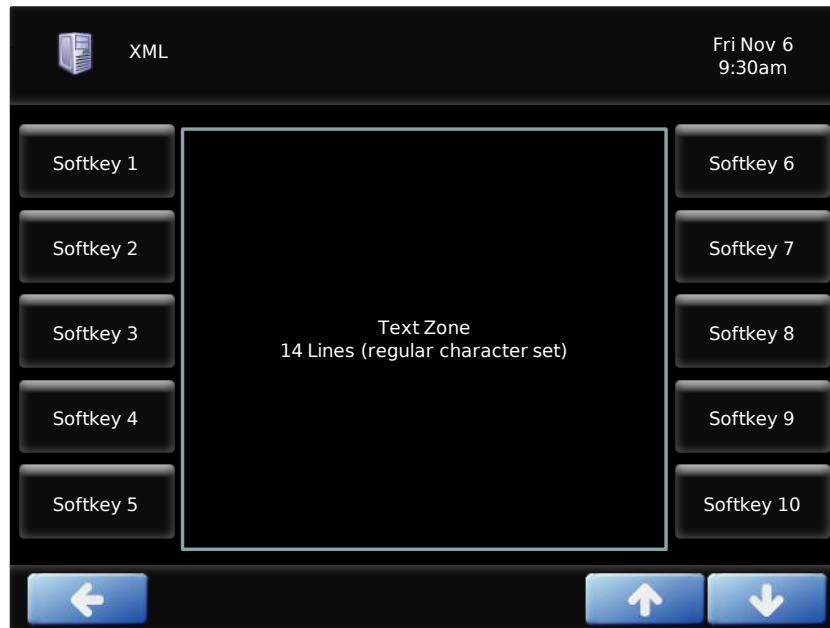 XML
Fri Nov 6
9:30am
Softkey 1
Softkey 2
Softkey 3
Softkey 4
Softkey 5
Text Zone
14 Lines (regular character set)
Softkey 6
Softkey 7
Softkey 8
Softkey 9
Softkey 10